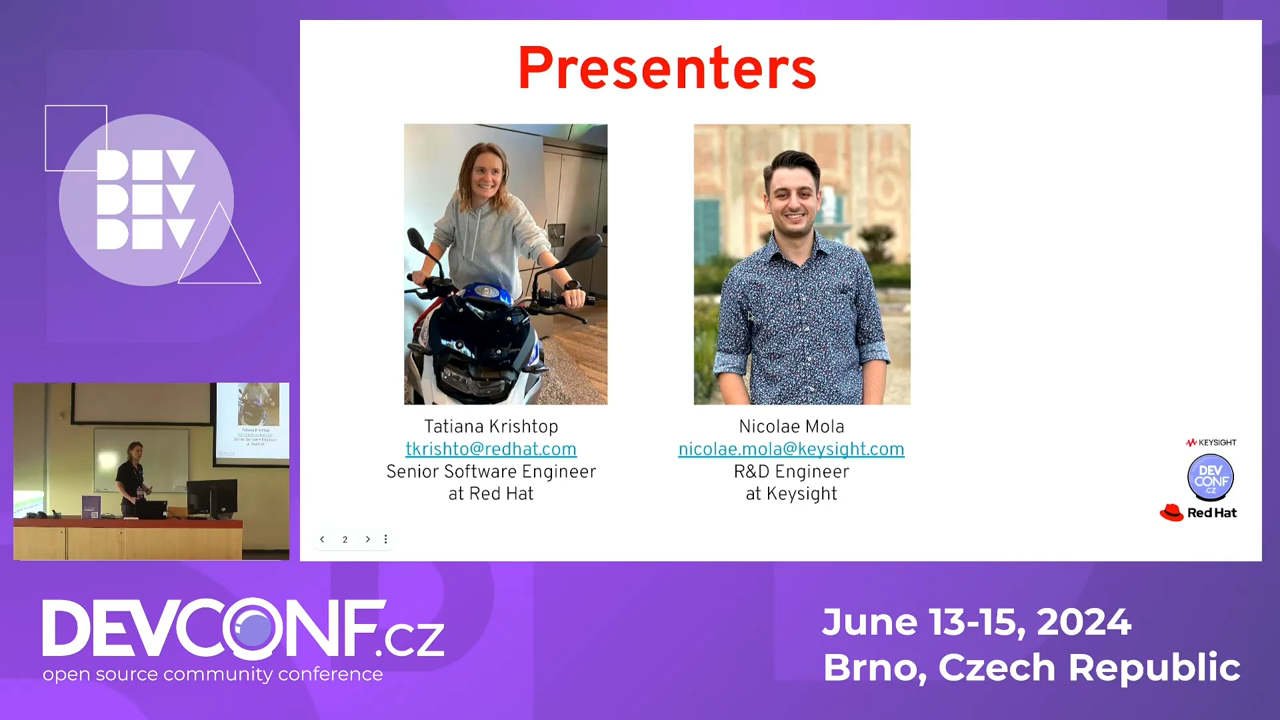 Presenters
DEV
DEV
DEV
Tatiana Krishtop
tkrishto@redhat.com
Senior Software Engineer
at Red Hat
Nicolae Mola
nicolae.mola@keysight.com
R&D Engineer
at Keysight
KEYSIGHT
DEV
CONF
CZ
Red Hat
2
DEVCONF.cz
open source community conference
June 13-15, 2024
Brno, Czech Republic